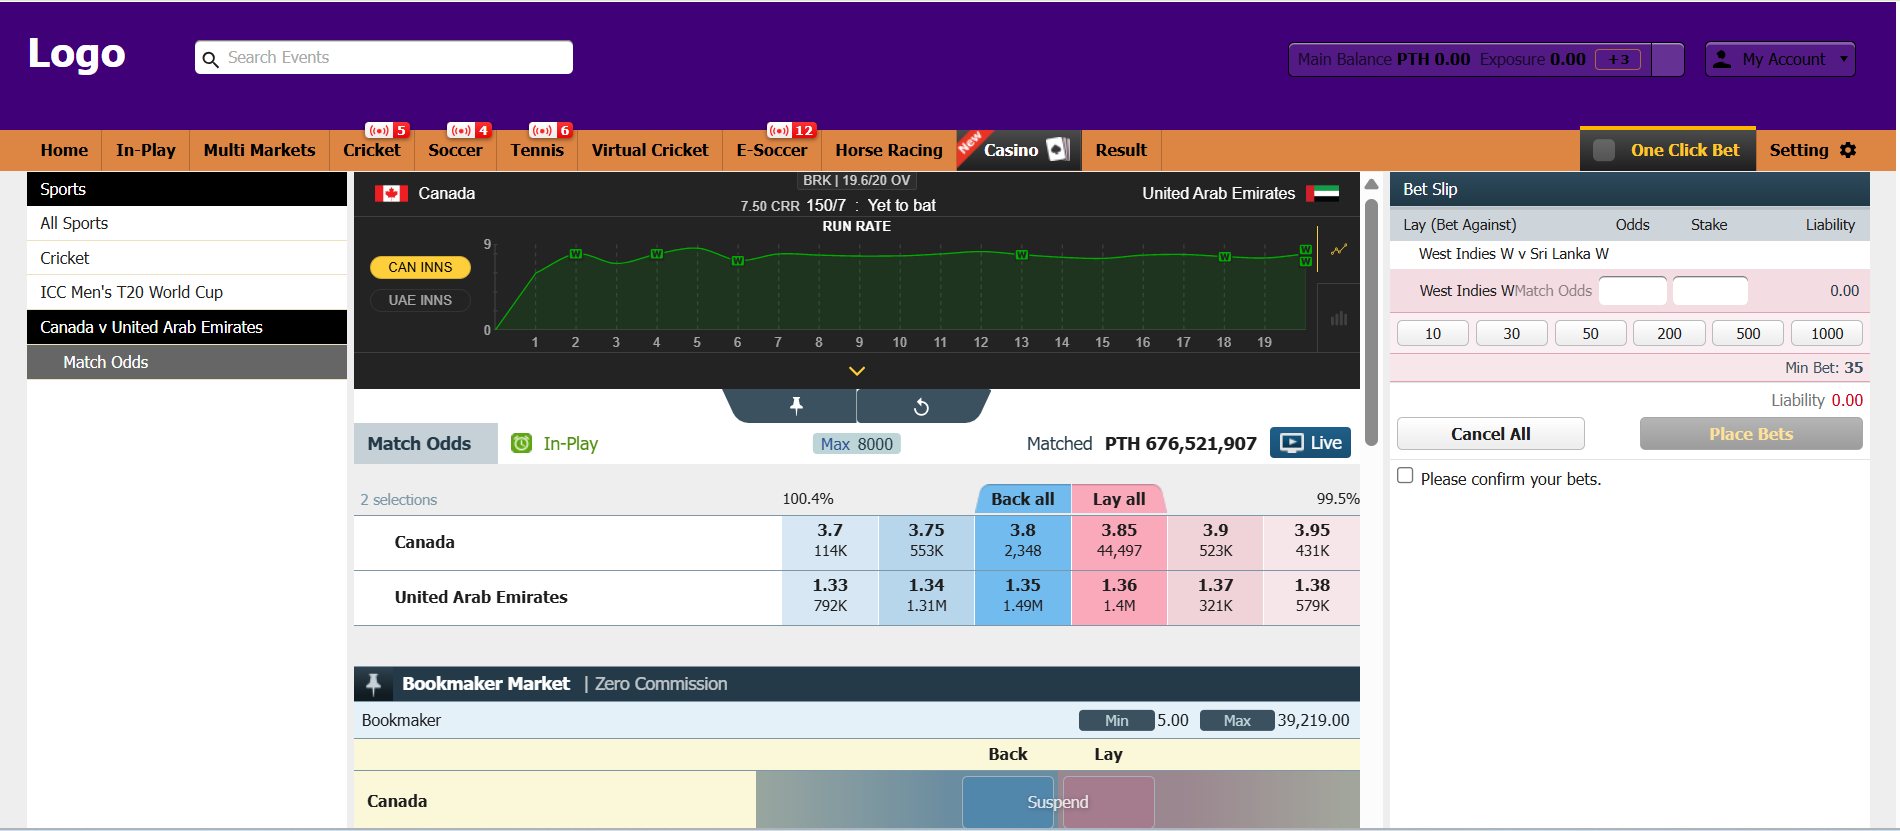 Logo
Search Events
Main Balance PTH 0.00 Exposure 0.00 +3
My Account
5 4 6 12
Home In-Play Multi Markets Cricket Soccer Tennis Virtual Cricket E-Soccer Horse Racing New Casino Result One Click Bet Setting
Sports
All Sports
Cricket
ICC Men's T20 World Cup
Canada v United Arab Emirates
Match Odds
BRK | 19.6/20 OV
Canada
United Arab Emirates
7.50 CRR 150/7 : Yet to bat
RUN RATE
9
CAN INNS
W W W W W W W
UAE INNS
0
1 2 3 4 5 6 7 8 9 10 11 12 13 14 15 16 17 18 19
Match Odds In-Play Max 8000 Matched PTH 676,521,907 Live
2 selections 100.4% Back all Lay all 99.5%
Canada 3.7 3.75 3.8 3.85 3.9 3.95
114K 553K 2,348 44,497 523K 431K
United Arab Emirates 1.33 1.34 1.35 1.36 1.37 1.38
792K 1.31M 1.49M 1.4M 321K 579K
Bookmaker Market | Zero Commission
Bookmaker Min 5.00 Max 39,219.00
Back Lay
Canada Suspend
Bet Slip
Lay (Bet Against) Odds Stake Liability
West Indies W v Sri Lanka W
West Indies WMatch Odds 0.00
10 30 50 200 500 1000
Min Bet: 35
Liability 0.00
Cancel All Place Bets
Please confirm your bets.